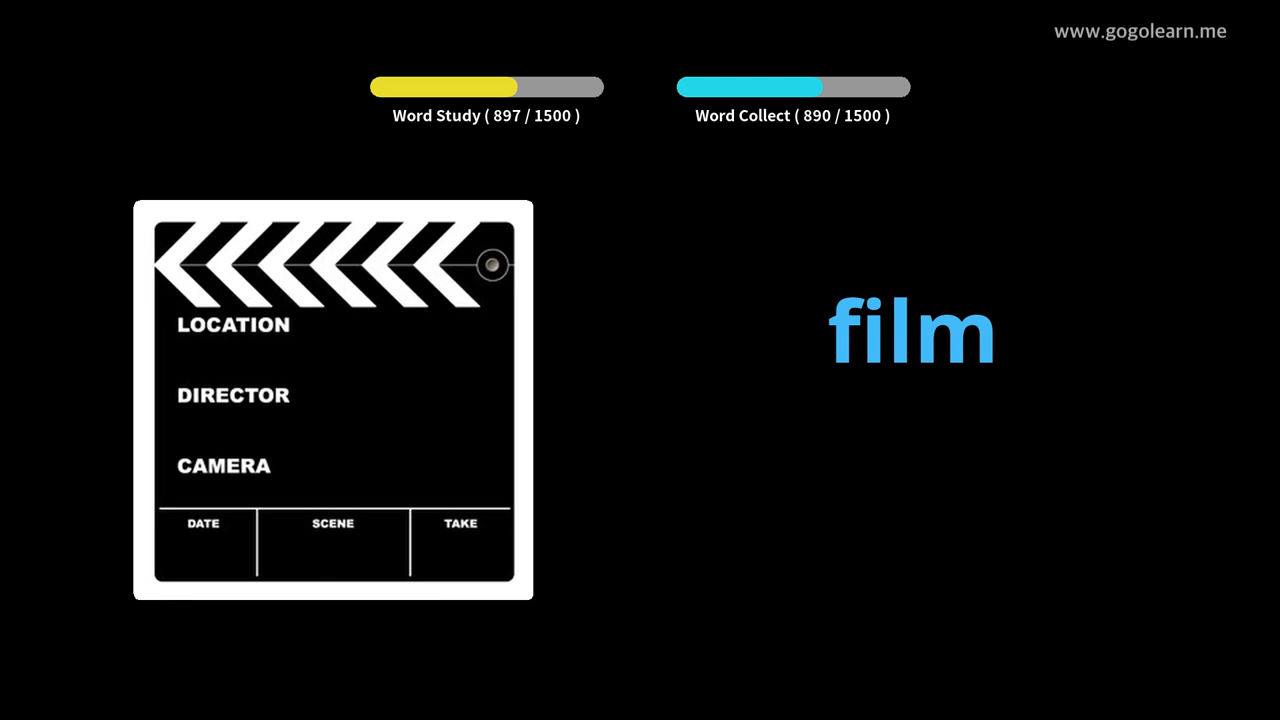 www.gogolearn.me
Word Study ( 897 / 1500 )
Word Collect ( 890 / 1500 )
LOCATION
DIRECTOR
CAMERA
DATE
SCENE
TAKE
film